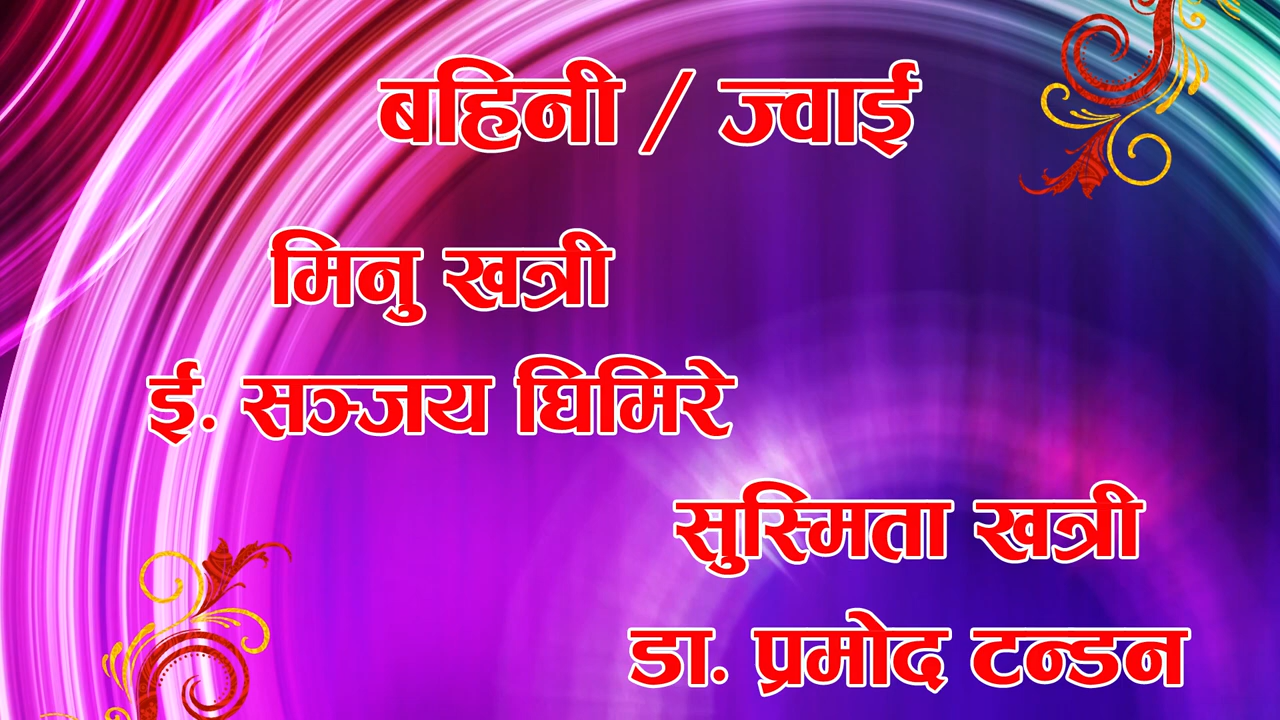 बहिनी / ज्वाई
मिनु खत्री
ई. सञ्जय घिमिरे
सुस्मिता खत्री
डा. प्रमोद टन्डन